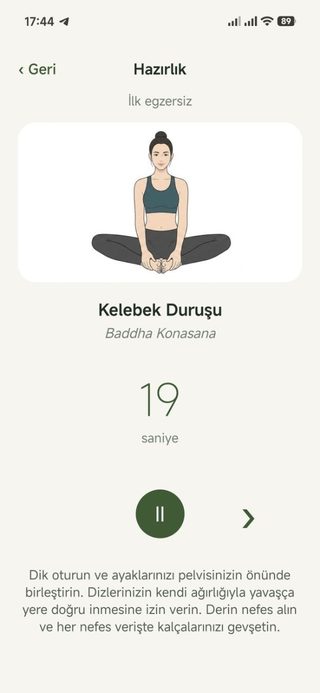 17:44
89
‹ Geri
Hazırlık
İlk egzersiz
Kelebek Duruşu
Baddha Konasana
19
saniye
Dik oturun ve ayaklarınızı pelvisinizin önünde
birleştirin. Dizlerinizin kendi ağırlığıyla yavaşça
yere doğru inmesine izin verin. Derin nefes alın
ve her nefes verişte kalçalarınızı gevşetin.